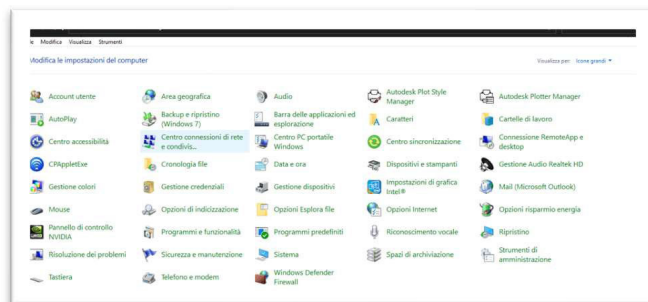 Modifica Visualizza Strumenti
Modifica le impostazioni del computer
Visualizza per: Icone grandi
Account utente
Area geografica
Audio
Autodesk Plot Style
Manager
Autodesk Plotter Manager
AutoPlay
Backup e ripristino
(Windows 7)
Barra delle applicazioni ed
esplorazione
Caratteri
Cartelle di lavoro
Centro accessibilità
Centro connessioni di rete
e condivis...
Centro PC portatile
Windows
Centro sincronizzazione
Connessione RemoteApp e
desktop
CPAppletExe
Cronologia file
Data e ora
Dispositivi e stampanti
Gestione Audio Realtek HD
Gestione colori
Gestione credenziali
Gestione dispositivi
Impostazioni di grafica
Intel®
Mail (Microsoft Outlook)
Mouse
Opzioni di indicizzazione
Opzioni Esplora file
Opzioni Internet
Opzioni risparmio energia
Pannello di controllo
NVIDIA
Programmi e funzionalità
Programmi predefiniti
Riconoscimento vocale
Ripristino
Risoluzione dei problemi
Sicurezza e manutenzione
Sistema
Spazi di archiviazione
Strumenti di
amministrazione
Tastiera
Telefono e modem
Windows Defender
Firewall